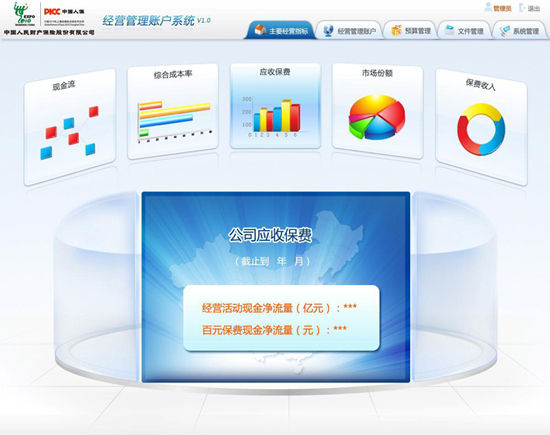 管理员 退出
EXPO
PICC 中国人保
中国人民财产保险股份有限公司
经营管理账户系统 V1.0
主要经营指标 经营管理账户 预算管理 文件管理 系统管理
现金流 综合成本率 应收保费 市场份额 保费收入
300
200
100
0
0 1 2 3 4 5 6
公司应收保费
（截止到 年 月）
经营活动现金净流量（亿元）：***
百元保费现金净流量（元）：***